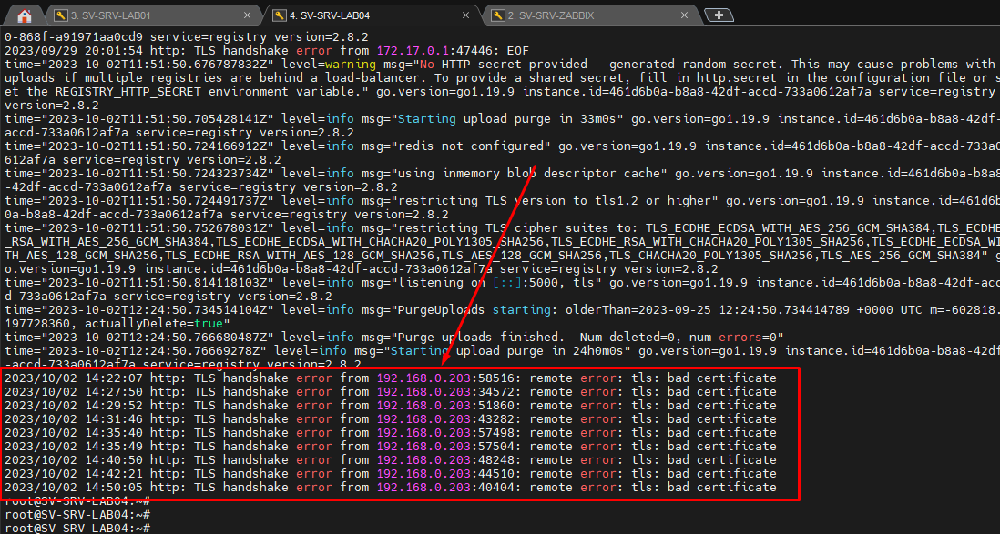 3. SV-SRV-LAB01
4. SV-SRV-LAB04
2. SV-SRV-ZABBIX
0-868f-a91971aa0cd9 service=registry version=2.8.2
2023/09/29 20:01:54 http: TLS handshake error from 172.17.0.1:47446: EOF
time="2023-10-02T11:51:50.676787832Z" level=warning msg="No HTTP secret provided - generated random secret. This may cause problems with
uploads if multiple registries are behind a load-balancer. To provide a shared secret, fill in http.secret in the configuration file or s
et the REGISTRY_HTTP_SECRET environment variable." go.version=go1.19.9 instance.id=461d6b0a-b8a8-42df-accd-733a0612af7a service=registry
version=2.8.2
time="2023-10-02T11:51:50.705428141Z" level=info msg="Starting upload purge in 33m0s" go.version=go1.19.9 instance.id=461d6b0a-b8a8-42df-
accd-733a0612af7a service=registry version=2.8.2
time="2023-10-02T11:51:50.724166912Z" level=info msg="redis not configured" go.version=go1.19.9 instance.id=461d6b0a-b8a8-42df-accd-733a0
612af7a service=registry version=2.8.2
time="2023-10-02T11:51:50.724323734Z" level=info msg="using inmemory blob descriptor cache" go.version=go1.19.9 instance.id=461d6b0a-b8a8
-42df-accd-733a0612af7a service=registry version=2.8.2
time="2023-10-02T11:51:50.724491737Z" level=info msg="restricting TLS version to tls1.2 or higher" go.version=go1.19.9 instance.id=461d6b
0a-b8a8-42df-accd-733a0612af7a service=registry version=2.8.2
time="2023-10-02T11:51:50.752678031Z" level=info msg="restricting TLS cipher suites to: TLS_ECDHE_ECDSA_WITH_AES_256_GCM_SHA384,TLS_ECDHE
_RSA_WITH_AES_256_GCM_SHA384,TLS_ECDHE_ECDSA_WITH_CHACHA20_POLY1305_SHA256,TLS_ECDHE_RSA_WITH_CHACHA20_POLY1305_SHA256,TLS_ECDHE_ECDSA_WI
TH_AES_128_GCM_SHA256,TLS_ECDHE_RSA_WITH_AES_128_GCM_SHA256,TLS_AES_128_GCM_SHA256,TLS_CHACHA20_POLY1305_SHA256,TLS_AES_256_GCM_SHA384" g
o.version=go1.19.9 instance.id=461d6b0a-b8a8-42df-accd-733a0612af7a service=registry version=2.8.2
time="2023-10-02T11:51:50.814118103Z" level=info msg="listening on [::]:5000, tls" go.version=go1.19.9 instance.id=461d6b0a-b8a8-42df-acc
d-733a0612af7a service=registry version=2.8.2
time="2023-10-02T12:24:50.734514104Z" level=info msg="PurgeUploads starting: olderThan=2023-09-25 12:24:50.734414789 +0000 UTC m=-602818.
197728360, actuallyDelete=true"
time="2023-10-02T12:24:50.766680487Z" level=info msg="Purge uploads finished.  Num deleted=0, num errors=0"
time="2023-10-02T12:24:50.76669278Z" level=info msg="Starting upload purge in 24h0m0s" go.version=go1.19.9 instance.id=461d6b0a-b8a8-42df
-accd-733a0612af7a service=registry version=2.8.2
2023/10/02 14:22:07 http: TLS handshake error from 192.168.0.203:58516: remote error: tls: bad certificate
2023/10/02 14:27:50 http: TLS handshake error from 192.168.0.203:34572: remote error: tls: bad certificate
2023/10/02 14:29:52 http: TLS handshake error from 192.168.0.203:51860: remote error: tls: bad certificate
2023/10/02 14:31:46 http: TLS handshake error from 192.168.0.203:43282: remote error: tls: bad certificate
2023/10/02 14:35:40 http: TLS handshake error from 192.168.0.203:57498: remote error: tls: bad certificate
2023/10/02 14:35:49 http: TLS handshake error from 192.168.0.203:57504: remote error: tls: bad certificate
2023/10/02 14:40:50 http: TLS handshake error from 192.168.0.203:48248: remote error: tls: bad certificate
2023/10/02 14:42:21 http: TLS handshake error from 192.168.0.203:44510: remote error: tls: bad certificate
2023/10/02 14:50:05 http: TLS handshake error from 192.168.0.203:40404: remote error: tls: bad certificate
root@SV-SRV-LAB04:~#
root@SV-SRV-LAB04:~#
root@SV-SRV-LAB04:~#